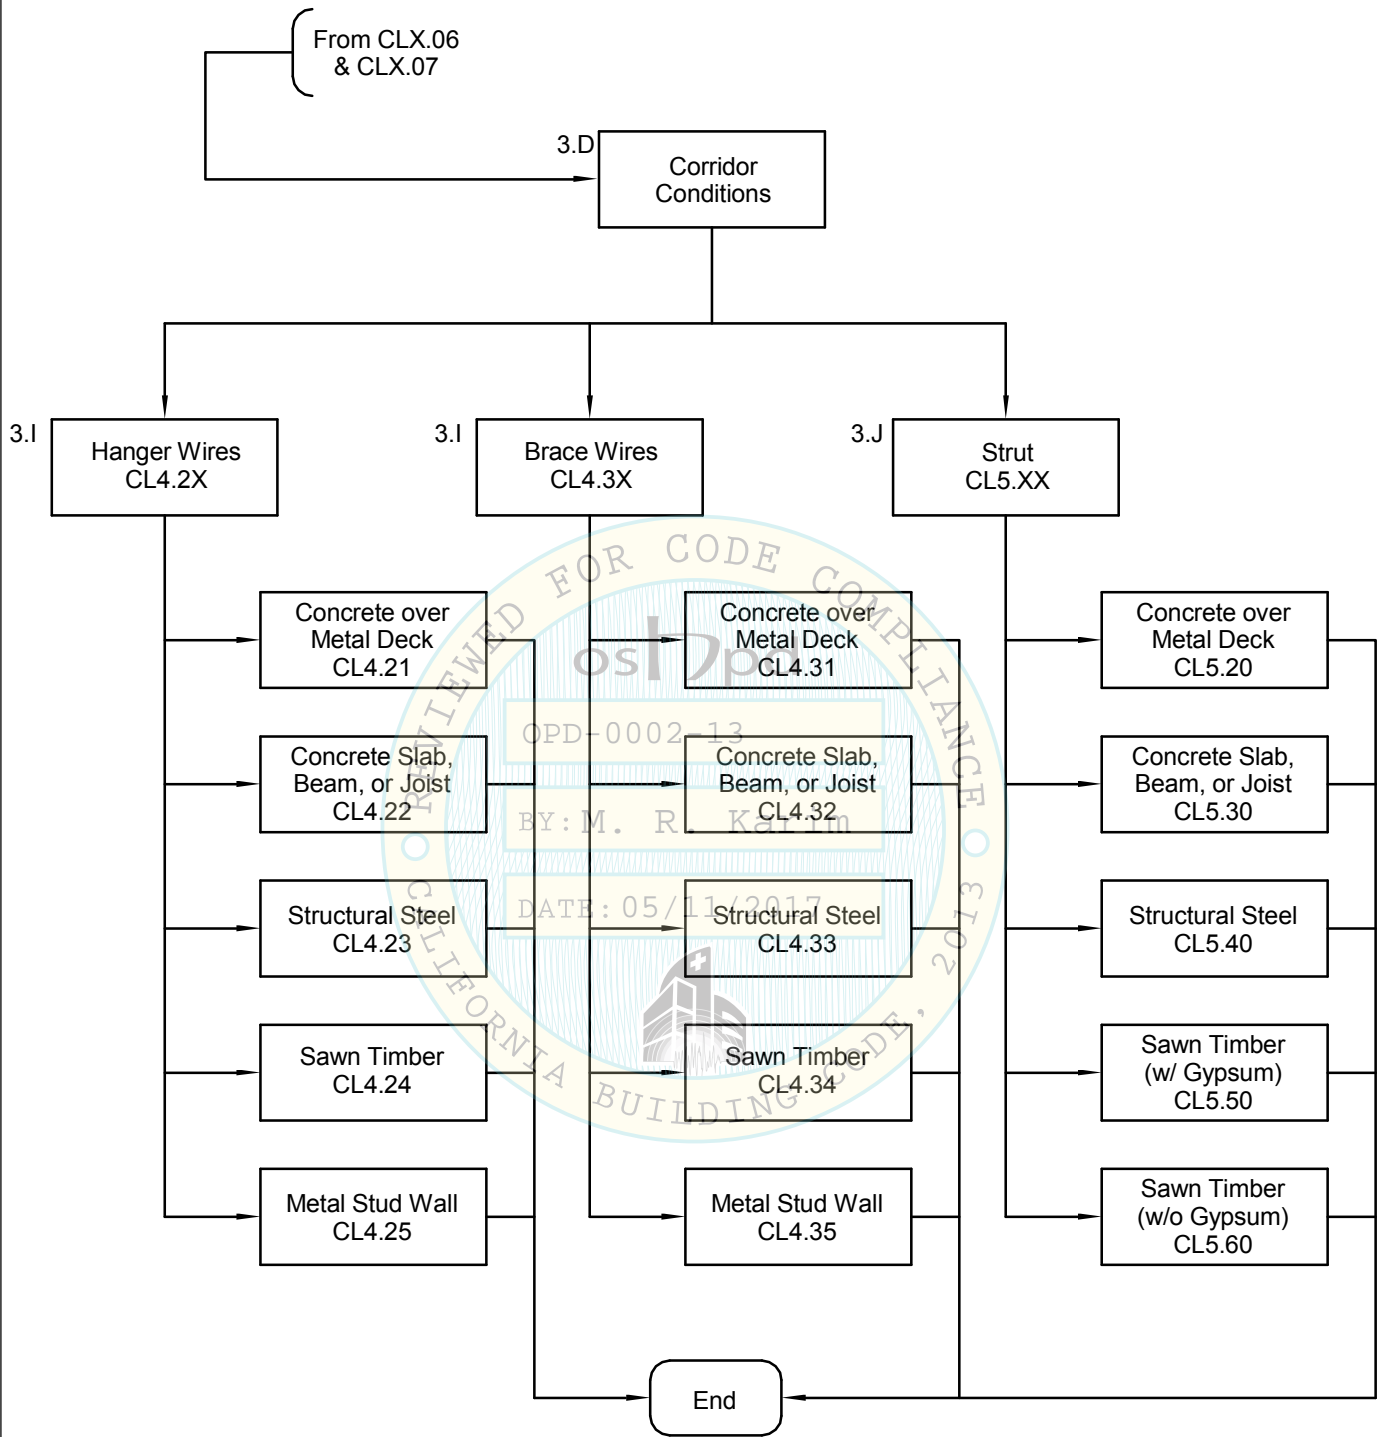 From CLX.06
& CLX.07
3.D
Corridor
Conditions
3.I
Hanger Wires
CL4.2X
3.I
Brace Wires
CL4.3X
3.J
Strut
CL5.XX
Concrete over
Metal Deck
CL4.21
Concrete over
Metal Deck
CL4.31
Concrete over
Metal Deck
CL5.20
Concrete Slab,
Beam, or Joist
CL4.22
Concrete Slab,
Beam, or Joist
CL4.32
Concrete Slab,
Beam, or Joist
CL5.30
Structural Steel
CL4.23
Structural Steel
CL4.33
Structural Steel
CL5.40
Sawn Timber
CL4.24
Sawn Timber
CL4.34
Sawn Timber
(w/ Gypsum)
CL5.50
Metal Stud Wall
CL4.25
Metal Stud Wall
CL4.35
Sawn Timber
(w/o Gypsum)
CL5.60
End
REVIEWED FOR CODE COMPLIANCE
oshpd
OPD-0002-13
BY: M. R. Karim
DATE: 05/11/2017
CALIFORNIA BUILDING CODE, 2013